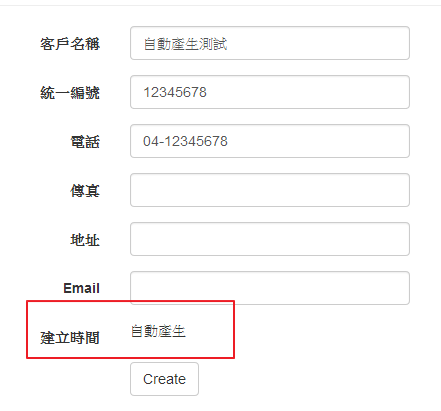 客戶名稱 自動產生測試
統一編號 12345678
電話 04-12345678
傳真
地址
Email
建立時間 自動產生
Create